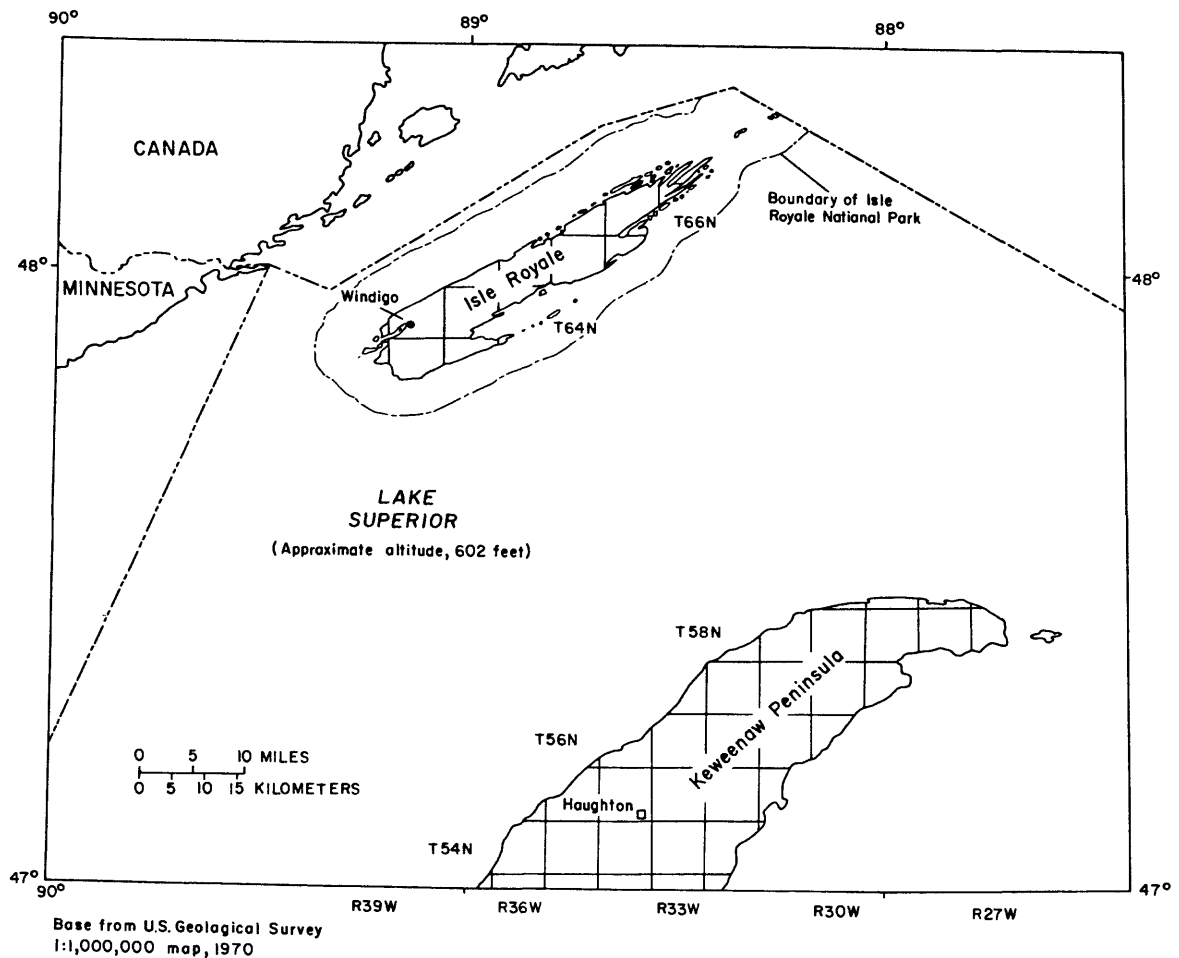 90°
89°
88°
CANADA
Boundary of Isle
Royale National Park
T66N
48°
48°
MINNESOTA
Isle Royale
Windigo
T64N
LAKE
SUPERIOR
(Approximate altitude, 602 feet)
T58N
Keweenaw Peninsula
T56N
0 5 10 MILES
0 5 10 15 KILOMETERS
Haughton
T54N
47°
90°
47°
R39W R36W R33W R30W R27W
Base from U.S. Geological Survey
1:1,000,000 map, 1970